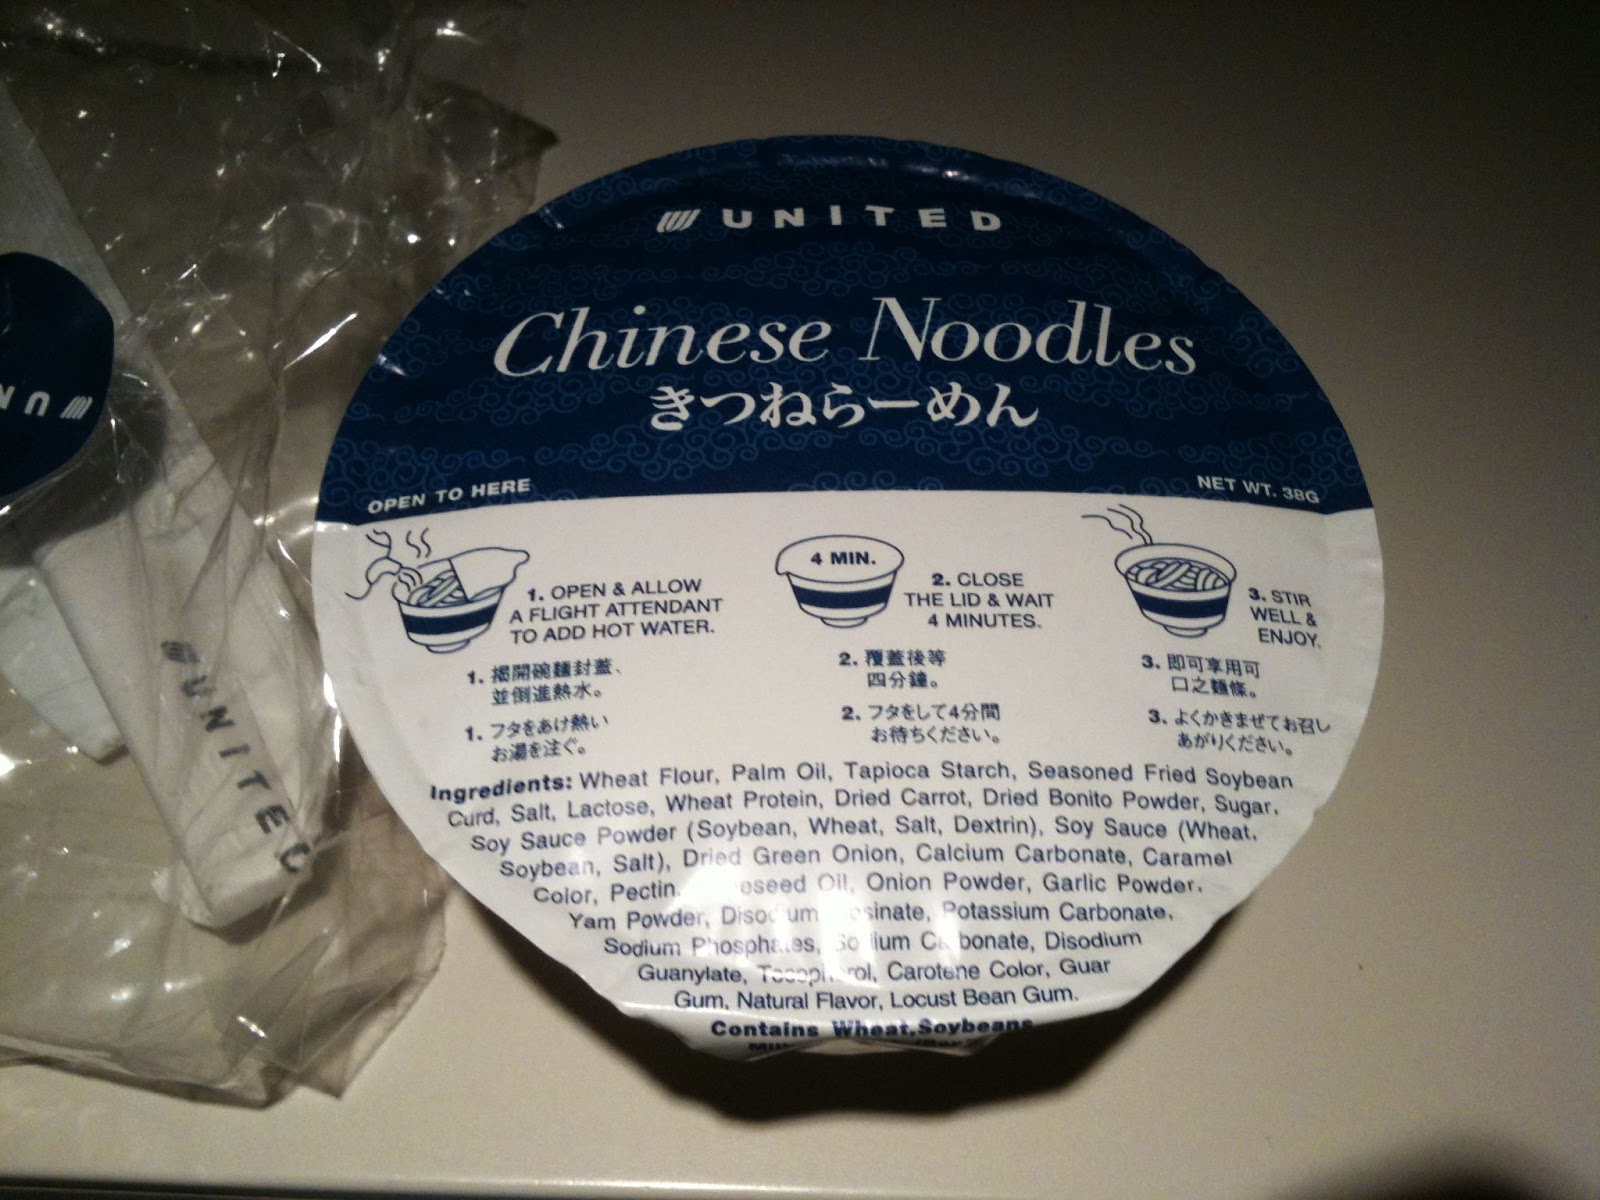 UNITED
Chinese Noodles
きつねらーめん
OPEN TO HERE
NET WT. 38G
1. OPEN & ALLOW
A FLIGHT ATTENDANT
TO ADD HOT WATER.
1. 揭開碗麵封蓋、
並倒進熱水。
1. フタをあけ熱い
お湯を注ぐ。
4 MIN.
2. CLOSE
THE LID & WAIT
4 MINUTES.
2. 覆蓋後等
四分鐘。
2. フタをして4分間
お待ちください。
3. STIR
WELL &
ENJOY.
3. 即可享用可
口之麵條。
3. よくかきまぜてお召し
あがりください。
Ingredients: Wheat Flour, Palm Oil, Tapioca Starch, Seasoned Fried Soybean
Curd, Salt, Lactose, Wheat Protein, Dried Carrot, Dried Bonito Powder, Sugar,
Soy Sauce Powder (Soybean, Wheat, Salt, Dextrin), Soy Sauce (Wheat,
Soybean, Salt), Dried Green Onion, Calcium Carbonate, Caramel
Color, Pectin, Oil, Onion Powder, Garlic Powder,
Yam Powder, Disodium Potassium Carbonate,
Sodium Phosphates, Sodium Carbonate, Disodium
Guanylate, Tocopherol, Carotene Color, Guar
Gum, Natural Flavor, Locust Bean Gum.
Contains Wheat, Soybeans
UN
UNITED